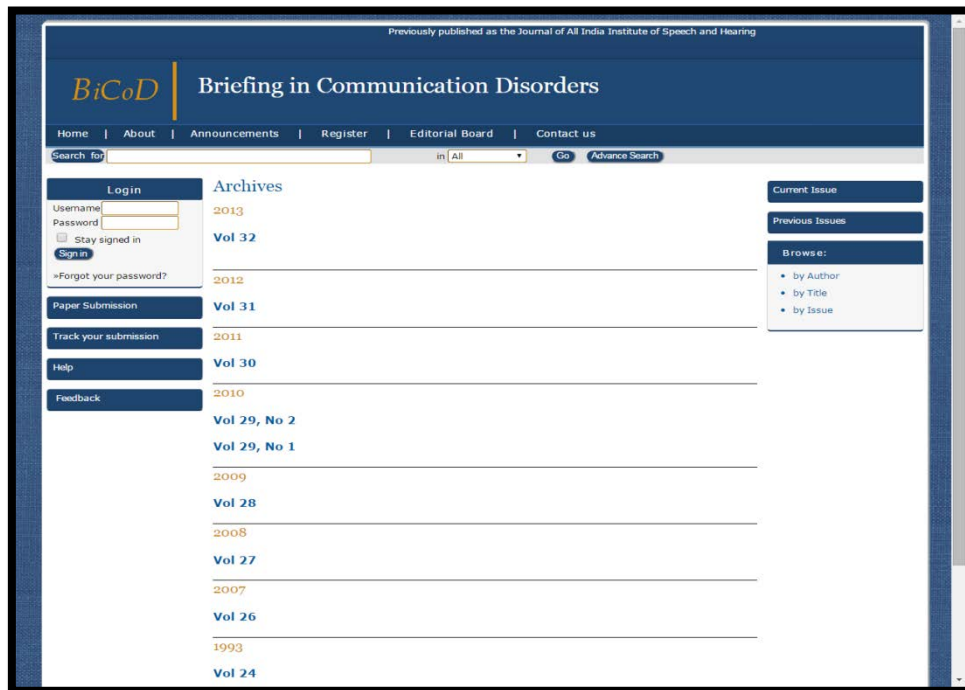 Previously published as the Journal of All India Institute of Speech and Hearing
BiCoD
Briefing in Communication Disorders
Home | About | Announcements | Register | Editorial Board | Contact us
Search for in All Go Advance Search
Login
Username
Password
Stay signed in
Sign in
»Forgot your password?
Paper Submission
Track your submission
Help
Feedback
Archives
2013
Vol 32
2012
Vol 31
2011
Vol 30
2010
Vol 29, No 2
Vol 29, No 1
2009
Vol 28
2008
Vol 27
2007
Vol 26
1993
Vol 24
Current Issue
Previous Issues
Browse:
• by Author
• by Title
• by Issue